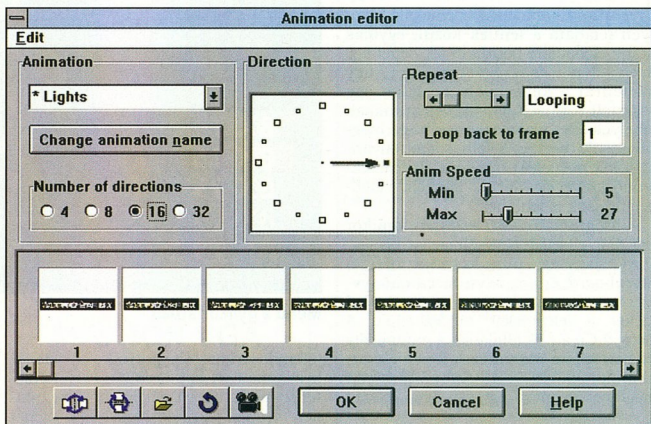 Animation editor
Edit
Animation
* Lights
Change animation name
Number of directions
4 8 16 32
Direction
Repeat
Looping
Loop back to frame 1
Anim Speed
Min 5
Max 27
1 2 3 4 5 6 7
OK Cancel Help